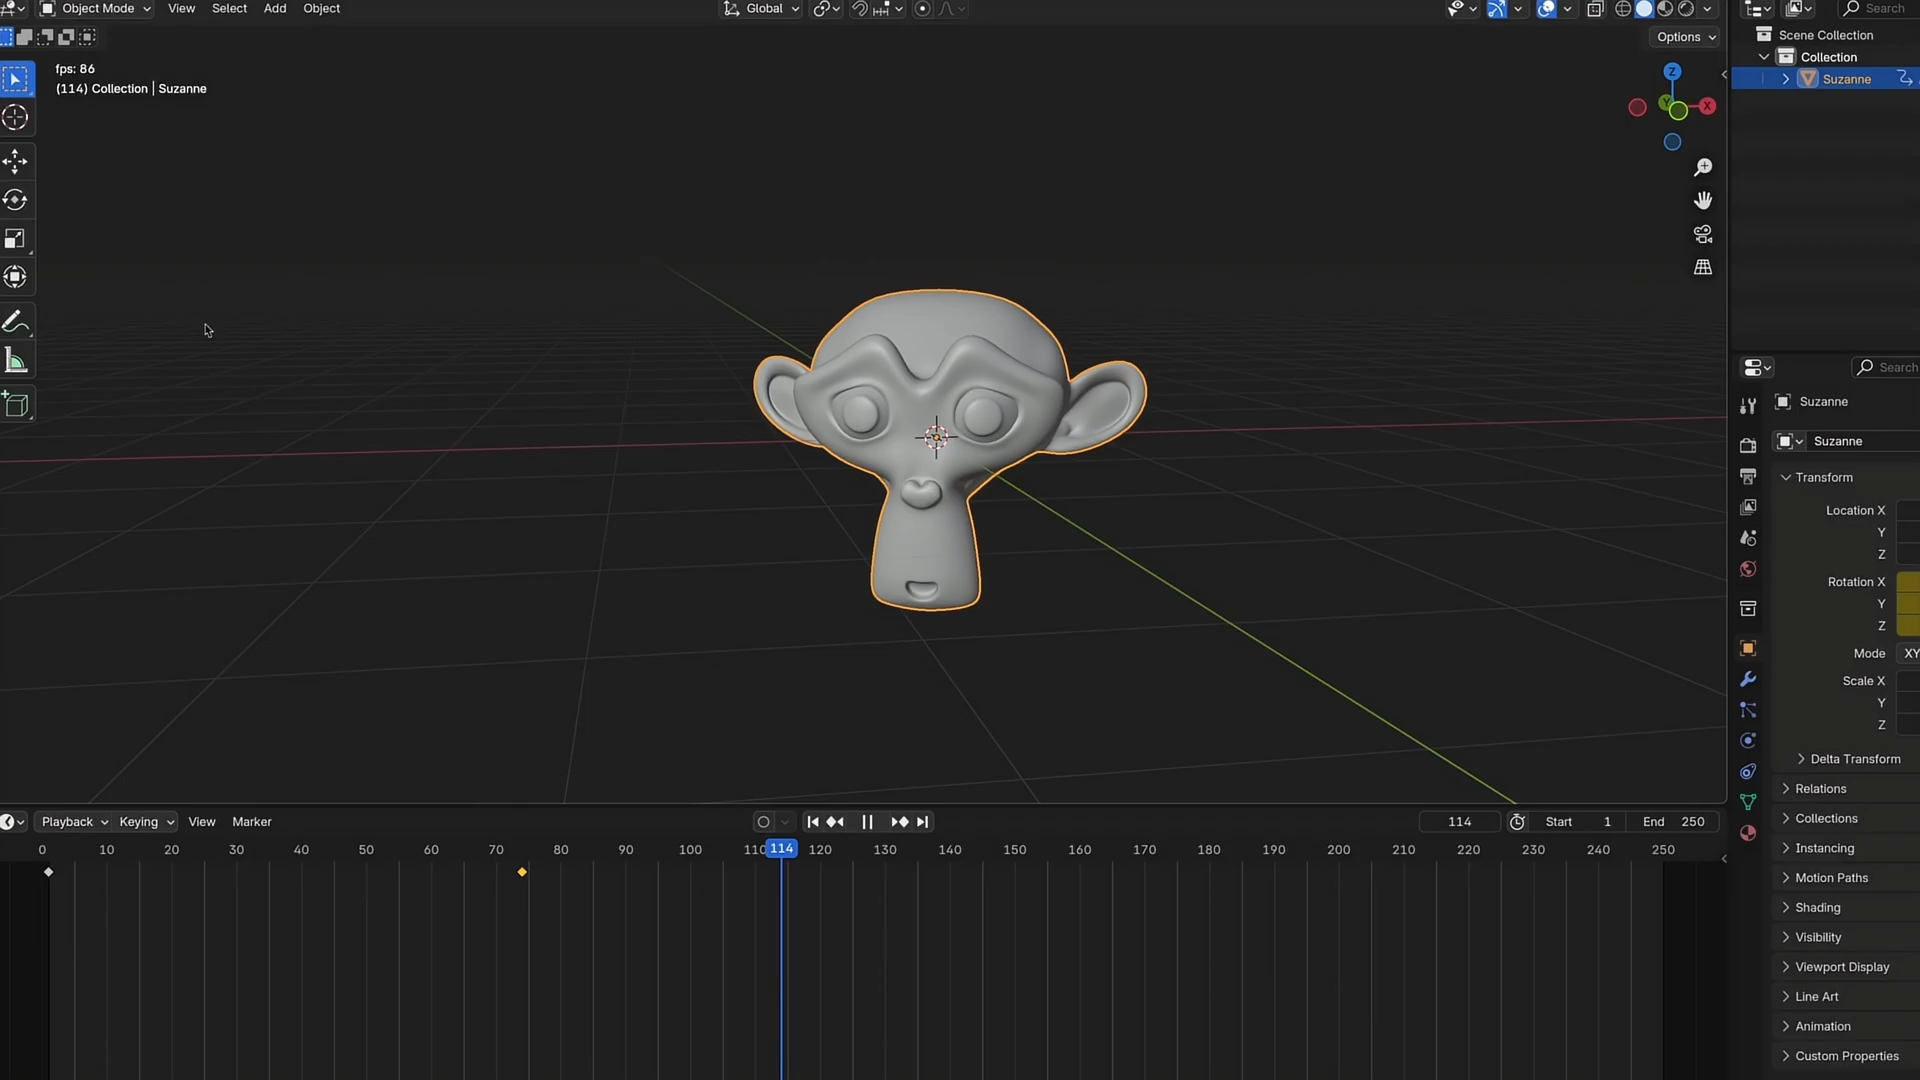 Object Mode View Select Add Object Global Search
Options Scene Collection
Collection
Suzanne
fps: 86
(114) Collection | Suzanne
Z
Y
X
Search
Suzanne
Suzanne
Transform
Location X
Y
Z
Rotation X
Y
Z
Mode XY
Scale X
Y
Z
Delta Transform
Relations
Collections
Instancing
Motion Paths
Shading
Visibility
Viewport Display
Line Art
Animation
Custom Properties
Playback Keying View Marker 114 Start 1 End 250
0 10 20 30 40 50 60 70 80 90 100 110 114 120 130 140 150 160 170 180 190 200 210 220 230 240 250